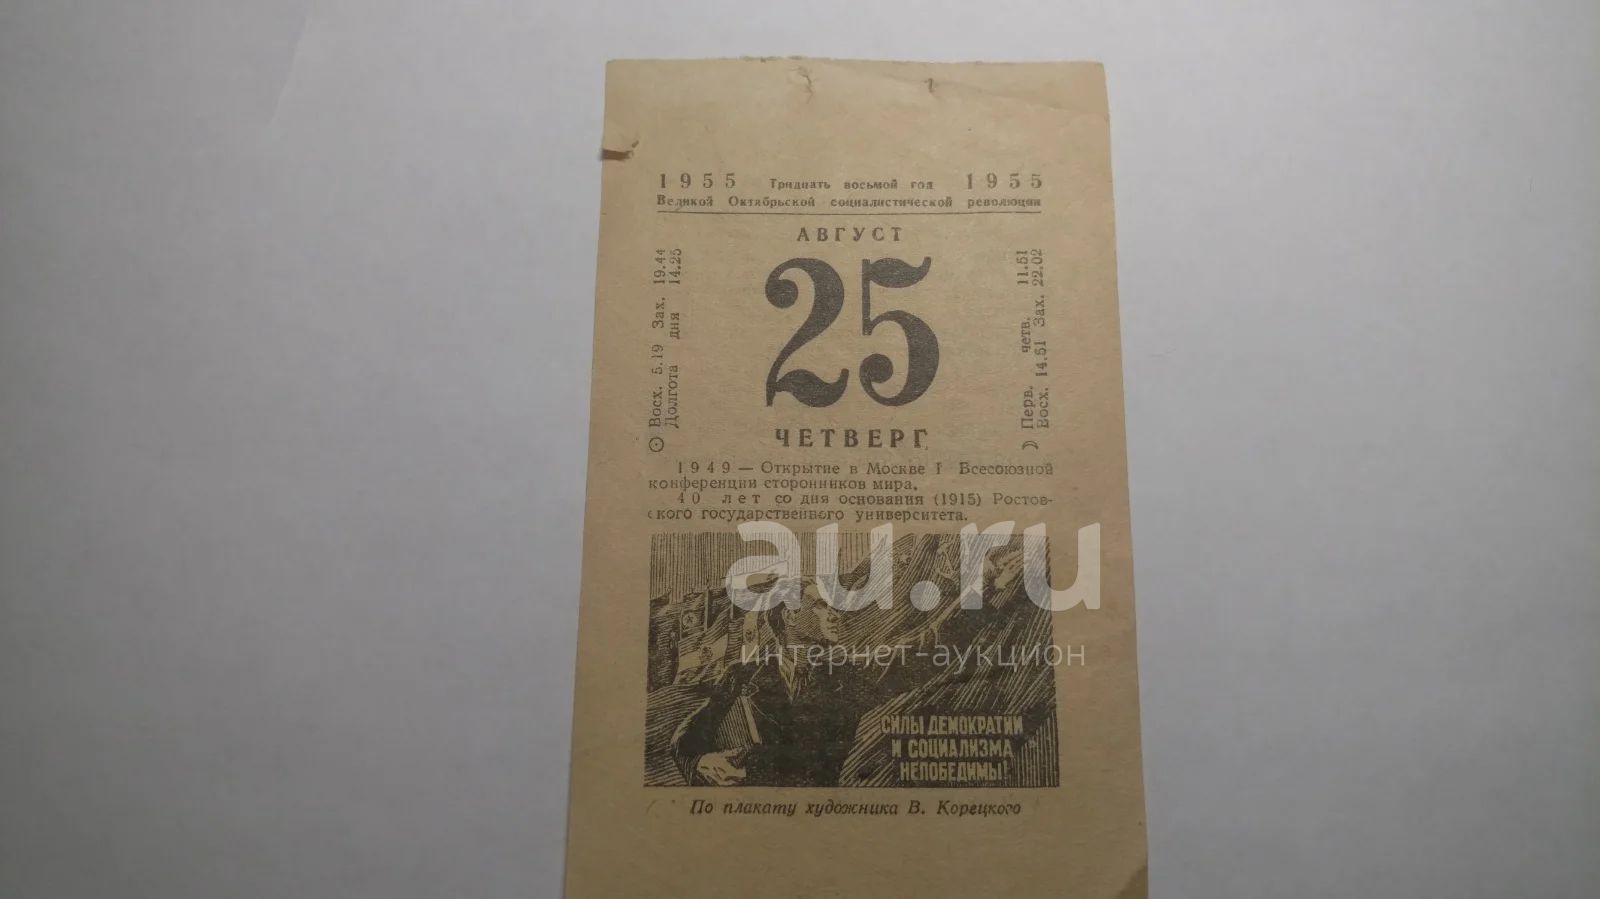 1955 Тридцать восьмой год 1955
Великой Октябрьской социалистической революции
АВГУСТ
Восх. 5.19 Зах. 19.44
Долгота дня 14.25
25
Перв. четв. 11.51
Восх. 14.51 Зах. 22.02
ЧЕТВЕРГ
1949 — Открытие в Москве I Всесоюзной
конференции сторонников мира.
40 лет со дня основания (1915) Ростов-
ского государственного университета.
au.ru
интернет-аукцион
СИЛЫ ДЕМОКРАТИИ
И СОЦИАЛИЗМА
НЕПОБЕДИМЫ!
По плакату художника В. Корецкого